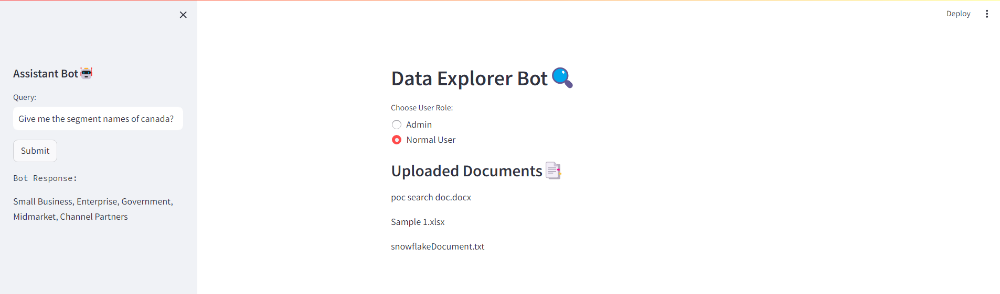 Deploy
Assistant Bot
Query:
Give me the segment names of canada?
Submit
Bot Response:
Small Business, Enterprise, Government,
Midmarket, Channel Partners
Data Explorer Bot
Choose User Role:
Admin
Normal User
Uploaded Documents
poc search doc.docx
Sample 1.xlsx
snowflakeDocument.txt